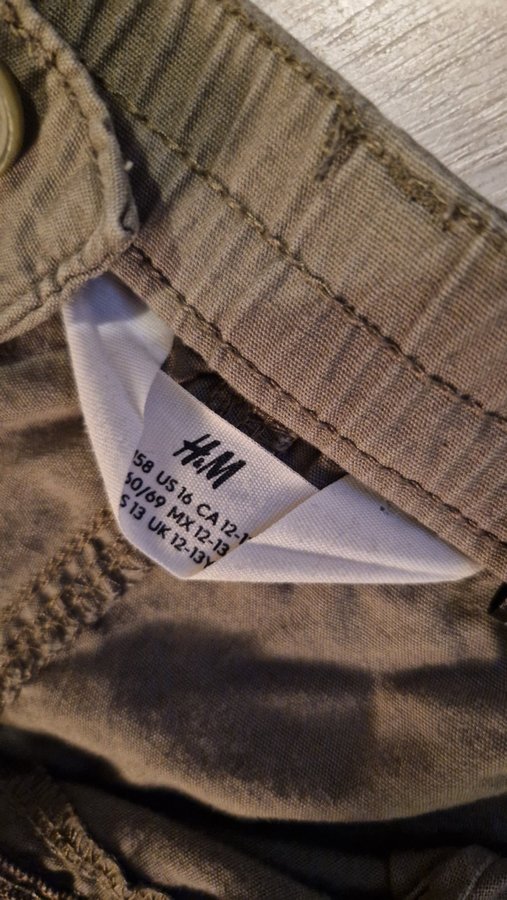 H&M
158 US 16 CA 12-1
60/69 MX 12-13
S 13 UK 12-13Y